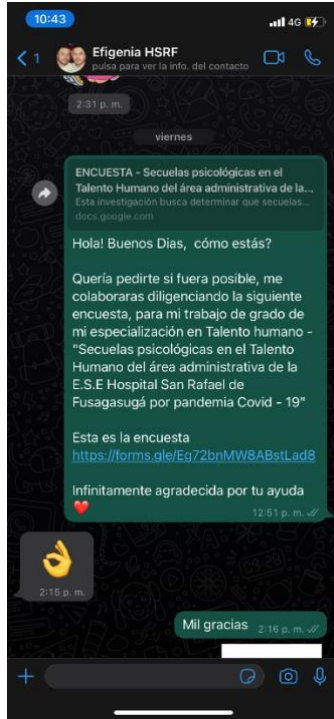 10:43
4G
1
Efigenia HSRF
pulsa para ver la info. del contacto
2:31 p. m.
viernes
ENCUESTA - Secuelas psicológicas en el
Talento Humano del área administrativa de la...
Esta investigación busca determinar que secuelas...
docs.google.com
Hola! Buenos Dias, cómo estás?
Quería pedirte si fuera posible, me
colaboraras diligenciando la siguiente
encuesta, para mi trabajo de grado de
mi especialización en Talento humano -
"Secuelas psicológicas en el Talento
Humano del área administrativa de la
E.S.E Hospital San Rafael de
Fusagasugá por pandemia Covid - 19"
Esta es la encuesta
https://forms.gle/Eg72bnMW8ABstLad8
Infinitamente agradecida por tu ayuda
12:51 p. m.
2:15 p. m.
Mil gracias
2:16 p. m.